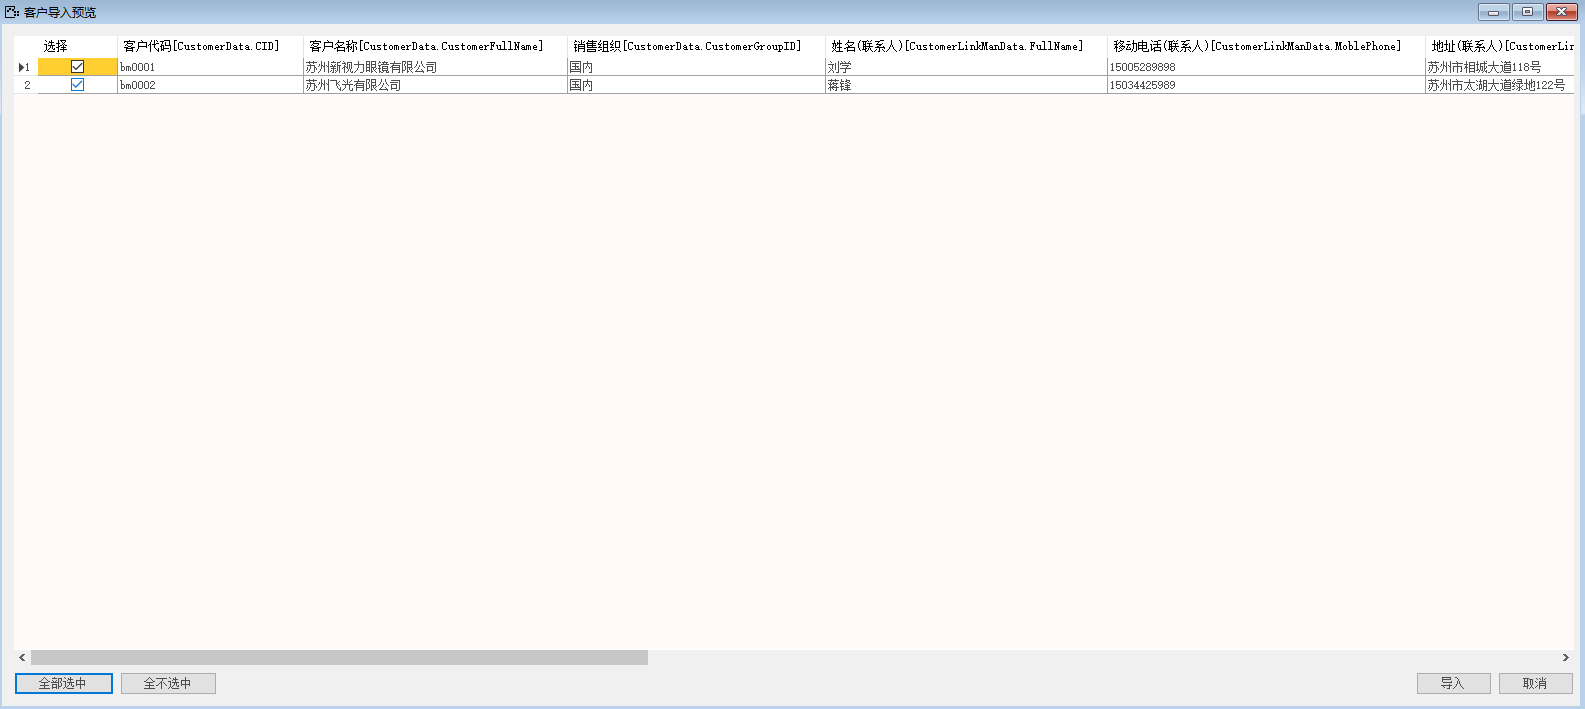 客户导入预览
选择 客户代码[CustomerData.CID] 客户名称[CustomerData.CustomerFullName] 销售组织[CustomerData.CustomerGroupID] 姓名(联系人)[CustomerLinkManData.FullName] 移动电话(联系人)[CustomerLinkManData.MoblePhone] 地址(联系人)[CustomerLin
1 bm0001 苏州新视力眼镜有限公司 国内 刘学 15005289898 苏州市相城大道118号
2 bm0002 苏州飞光有限公司 国内 蒋锋 15034425989 苏州市太湖大道绿地122号
全部选中 全不选中 导入 取消